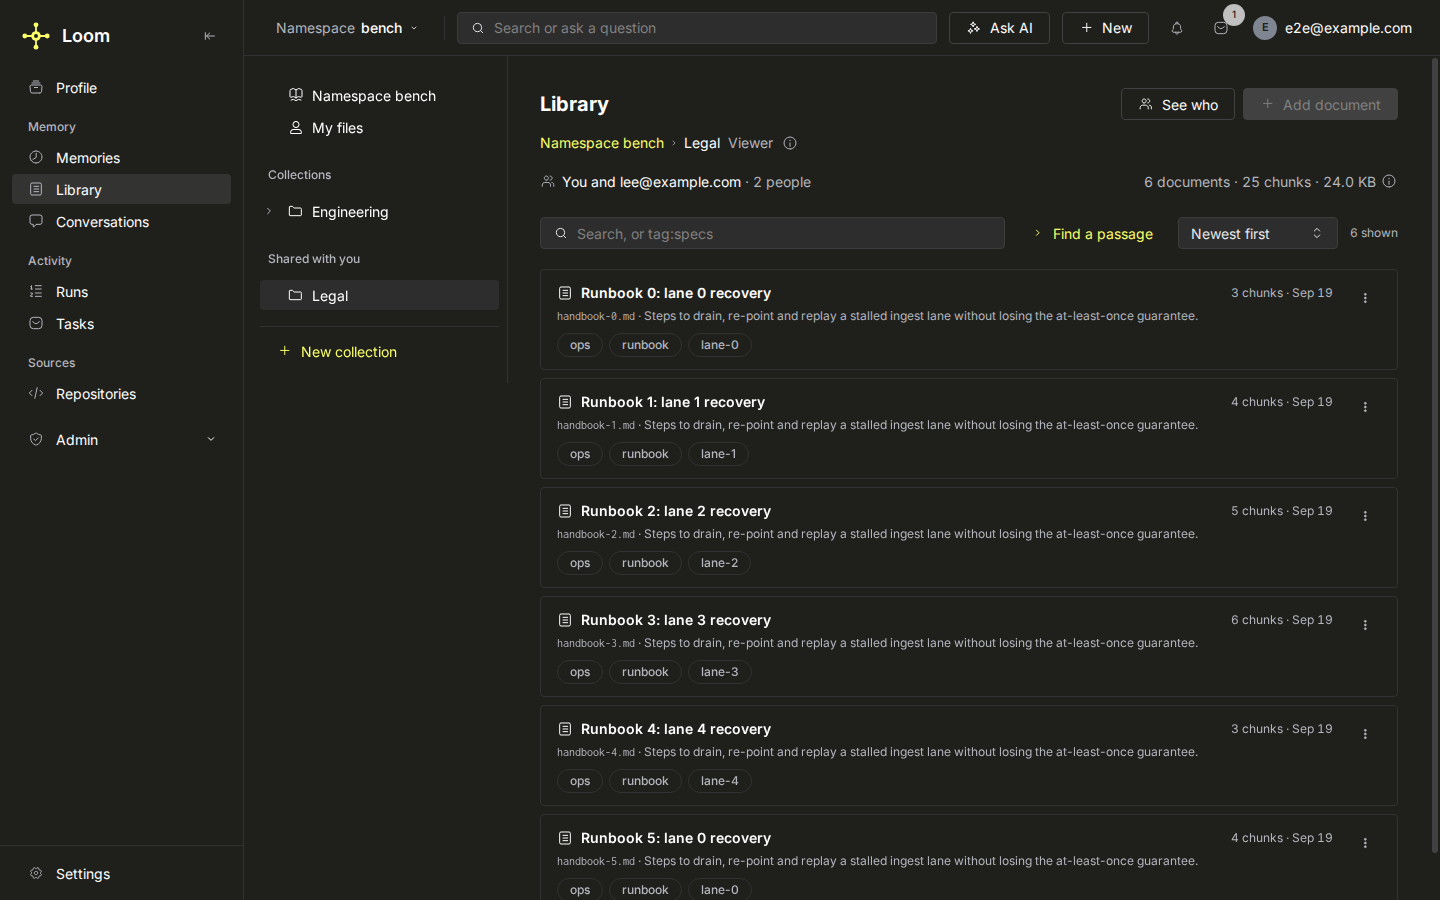 Loom
Profile
Memory
Memories
Library
Conversations
Activity
Runs
Tasks
Sources
Repositories
Admin
Settings
Namespace bench
Search or ask a question
Ask AI
New
1
E
e2e@example.com
Namespace bench
My files
Collections
Engineering
Shared with you
Legal
New collection
Library
See who
Add document
Namespace bench › Legal Viewer
You and lee@example.com · 2 people
6 documents · 25 chunks · 24.0 KB
Search, or tag:specs
Find a passage
Newest first
6 shown
Runbook 0: lane 0 recovery
3 chunks · Sep 19
handbook-0.md · Steps to drain, re-point and replay a stalled ingest lane without losing the at-least-once guarantee.
ops runbook lane-0
Runbook 1: lane 1 recovery
4 chunks · Sep 19
handbook-1.md · Steps to drain, re-point and replay a stalled ingest lane without losing the at-least-once guarantee.
ops runbook lane-1
Runbook 2: lane 2 recovery
5 chunks · Sep 19
handbook-2.md · Steps to drain, re-point and replay a stalled ingest lane without losing the at-least-once guarantee.
ops runbook lane-2
Runbook 3: lane 3 recovery
6 chunks · Sep 19
handbook-3.md · Steps to drain, re-point and replay a stalled ingest lane without losing the at-least-once guarantee.
ops runbook lane-3
Runbook 4: lane 4 recovery
3 chunks · Sep 19
handbook-4.md · Steps to drain, re-point and replay a stalled ingest lane without losing the at-least-once guarantee.
ops runbook lane-4
Runbook 5: lane 0 recovery
4 chunks · Sep 19
handbook-5.md · Steps to drain, re-point and replay a stalled ingest lane without losing the at-least-once guarantee.
ops runbook lane-0